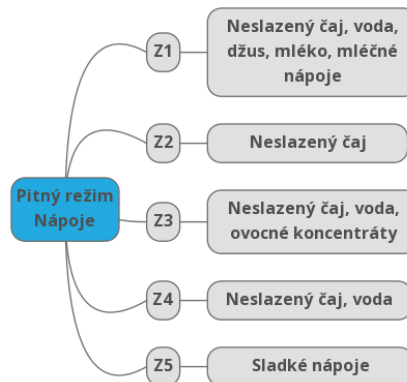 Pitný režim
Nápoje
Z1
Neslazený čaj, voda,
džus, mléko, mléčné
nápoje
Z2
Neslazený čaj
Z3
Neslazený čaj, voda,
ovocné koncentráty
Z4
Neslazený čaj, voda
Z5
Sladké nápoje